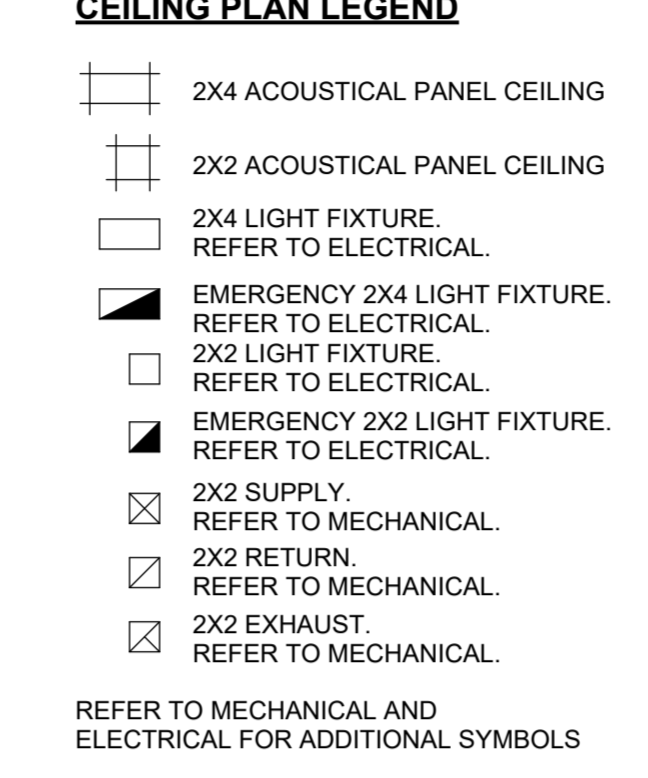 CEILING PLAN LEGEND
2X4 ACOUSTICAL PANEL CEILING
2X2 ACOUSTICAL PANEL CEILING
2X4 LIGHT FIXTURE.
REFER TO ELECTRICAL.
EMERGENCY 2X4 LIGHT FIXTURE.
REFER TO ELECTRICAL.
2X2 LIGHT FIXTURE.
REFER TO ELECTRICAL.
EMERGENCY 2X2 LIGHT FIXTURE.
REFER TO ELECTRICAL.
2X2 SUPPLY.
REFER TO MECHANICAL.
2X2 RETURN.
REFER TO MECHANICAL.
2X2 EXHAUST.
REFER TO MECHANICAL.
REFER TO MECHANICAL AND
ELECTRICAL FOR ADDITIONAL SYMBOLS